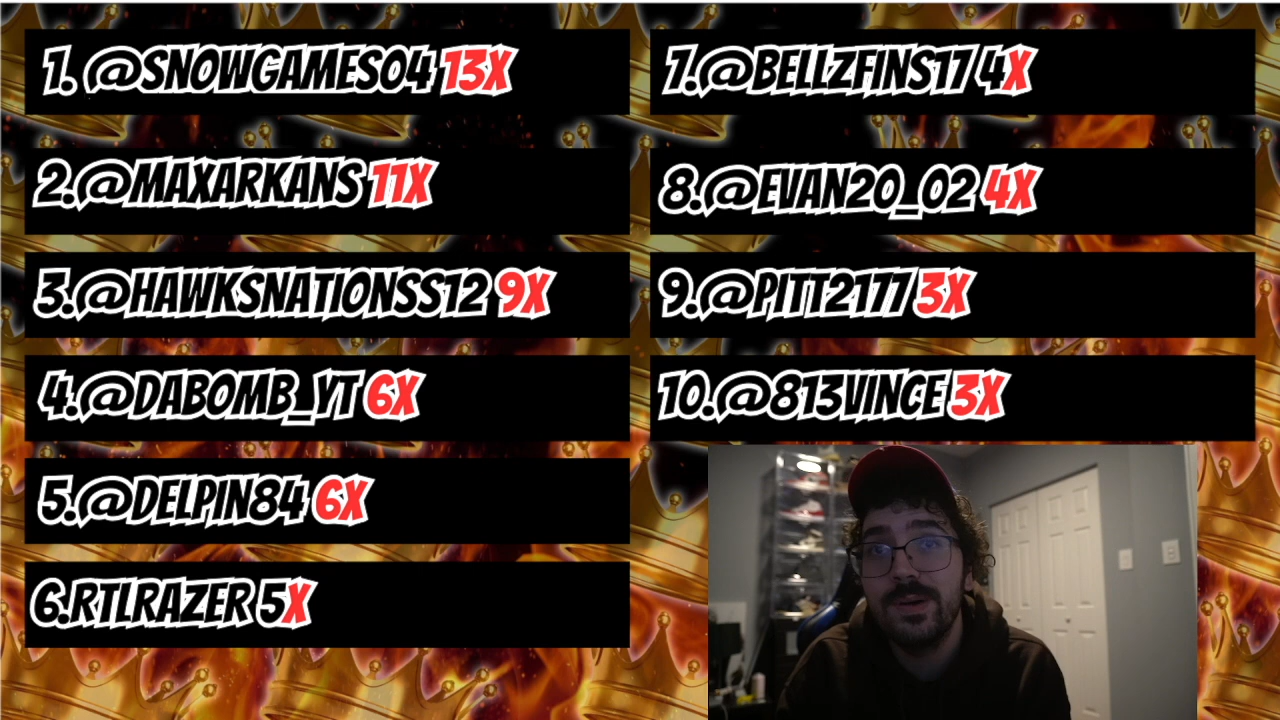 1. @SNOWGAMES04 13X
2.@MAXARKANS 11X
3.@HAWKSNATIONSS12 9X
4.@DABOMB_YT 6X
5.@DELPIN84 6X
6.RTLRAZER 5X
7.@BELLZFINS17 4X
8.@EVAN20_02 4X
9.@PITT2177 3X
10.@813VINCE 3X